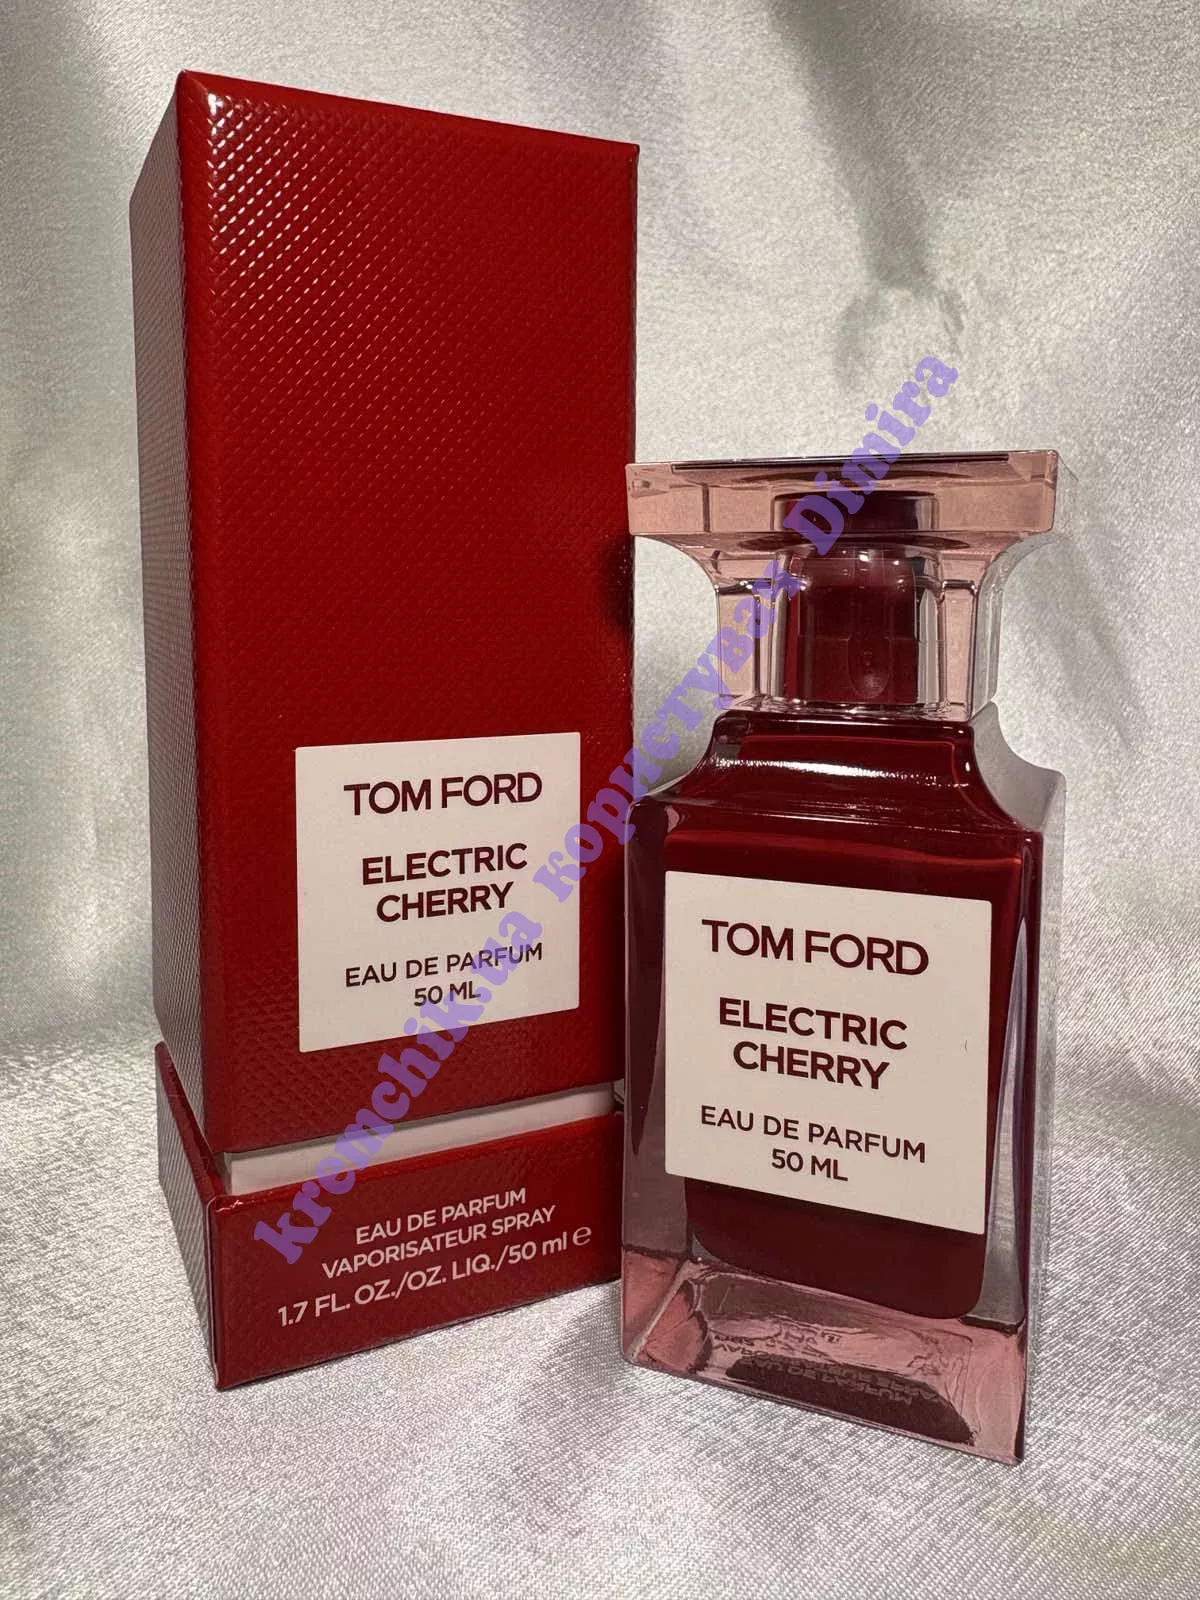 TOM FORD
ELECTRIC
CHERRY
EAU DE PARFUM
50 ML
EAU DE PARFUM
VAPORISATEUR SPRAY
1.7 FL. OZ./OZ. LIQ./50 ml e
TOM FORD
ELECTRIC
CHERRY
EAU DE PARFUM
50 ML
kremchik.ua користувач Dimira